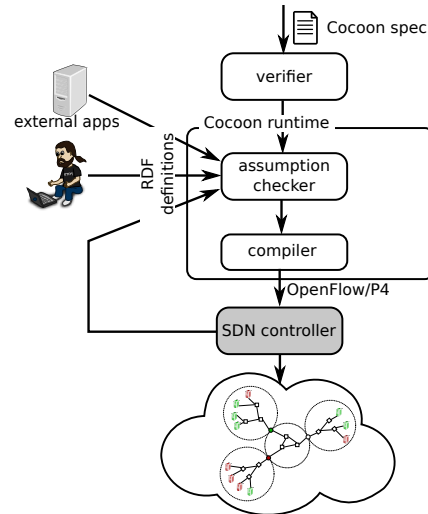 Cocoon spec
verifier
external apps
Cocoon runtime
RDF
definitions
assumption
checker
compiler
OpenFlow/P4
SDN controller